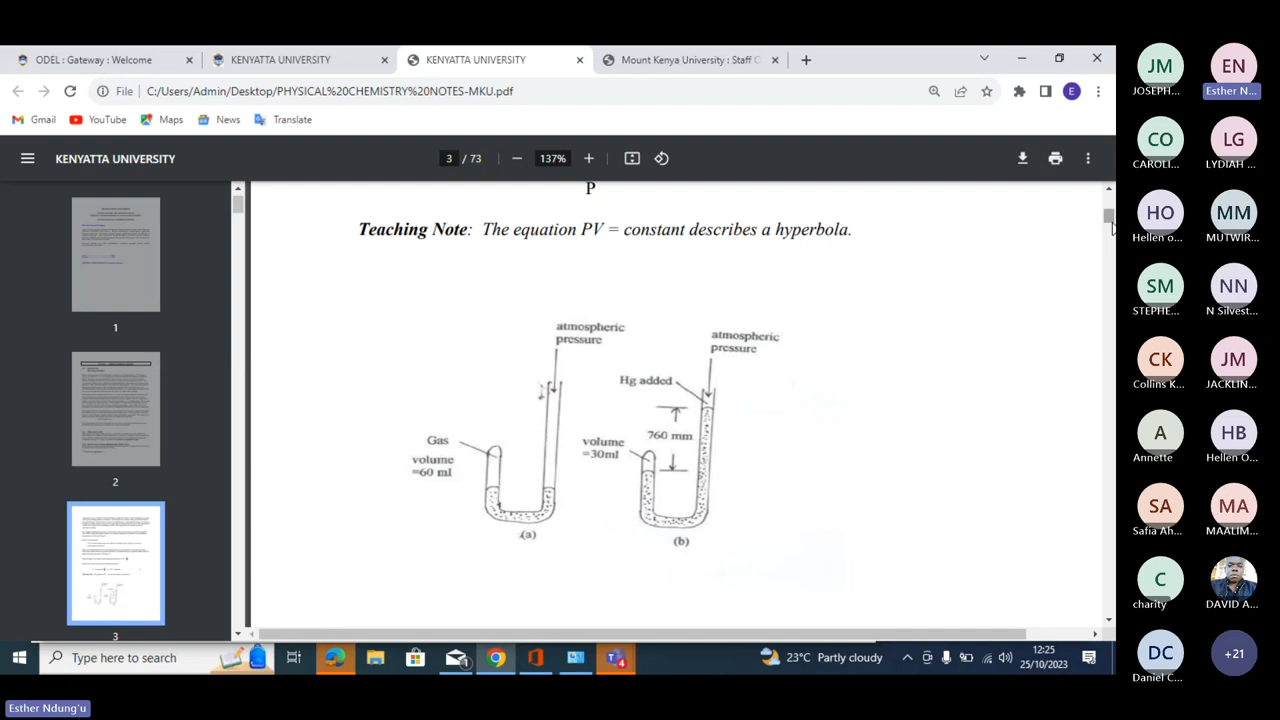 ODEL : Gateway : Welcome
KENYATTA UNIVERSITY
KENYATTA UNIVERSITY
Mount Kenya University : Staff O
File
C:/Users/Admin/Desktop/PHYSICAL%20CHEMISTRY%20NOTES-MKU.pdf
E
Gmail
YouTube
Maps
News
Translate
KENYATTA UNIVERSITY
3 / 73
137%
1
2
3
P
Teaching Note: The equation PV = constant describes a hyperbola.
atmospheric
pressure
Gas
volume
=60 ml
(a)
atmospheric
pressure
Hg added
760 mm
volume
=30ml
(b)
Type here to search
1
4
23°C Partly cloudy
12:25
25/10/2023
JM
JOSEPH...
EN
Esther N...
CO
CAROLI...
LG
LYDIAH ...
HO
Hellen o...
MM
MUTWIR...
SM
STEPHE...
NN
N Silvest...
CK
Collins K...
JM
JACKLIN...
A
Annette
HB
Hellen O...
SA
Safia Ah...
MA
MAALIM...
C
charity
DAVID A...
DC
Daniel C...
+21
Esther Ndung'u